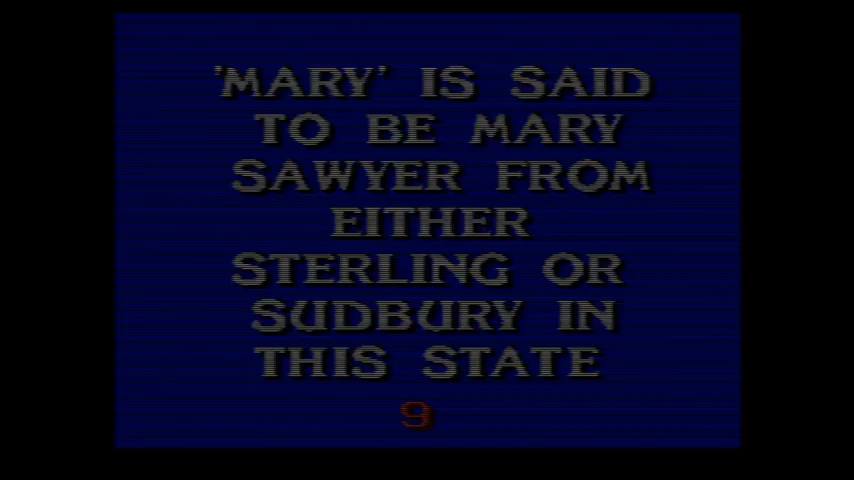 'MARY' IS SAID
TO BE MARY
SAWYER FROM
EITHER
STERLING OR
SUDBURY IN
THIS STATE
9